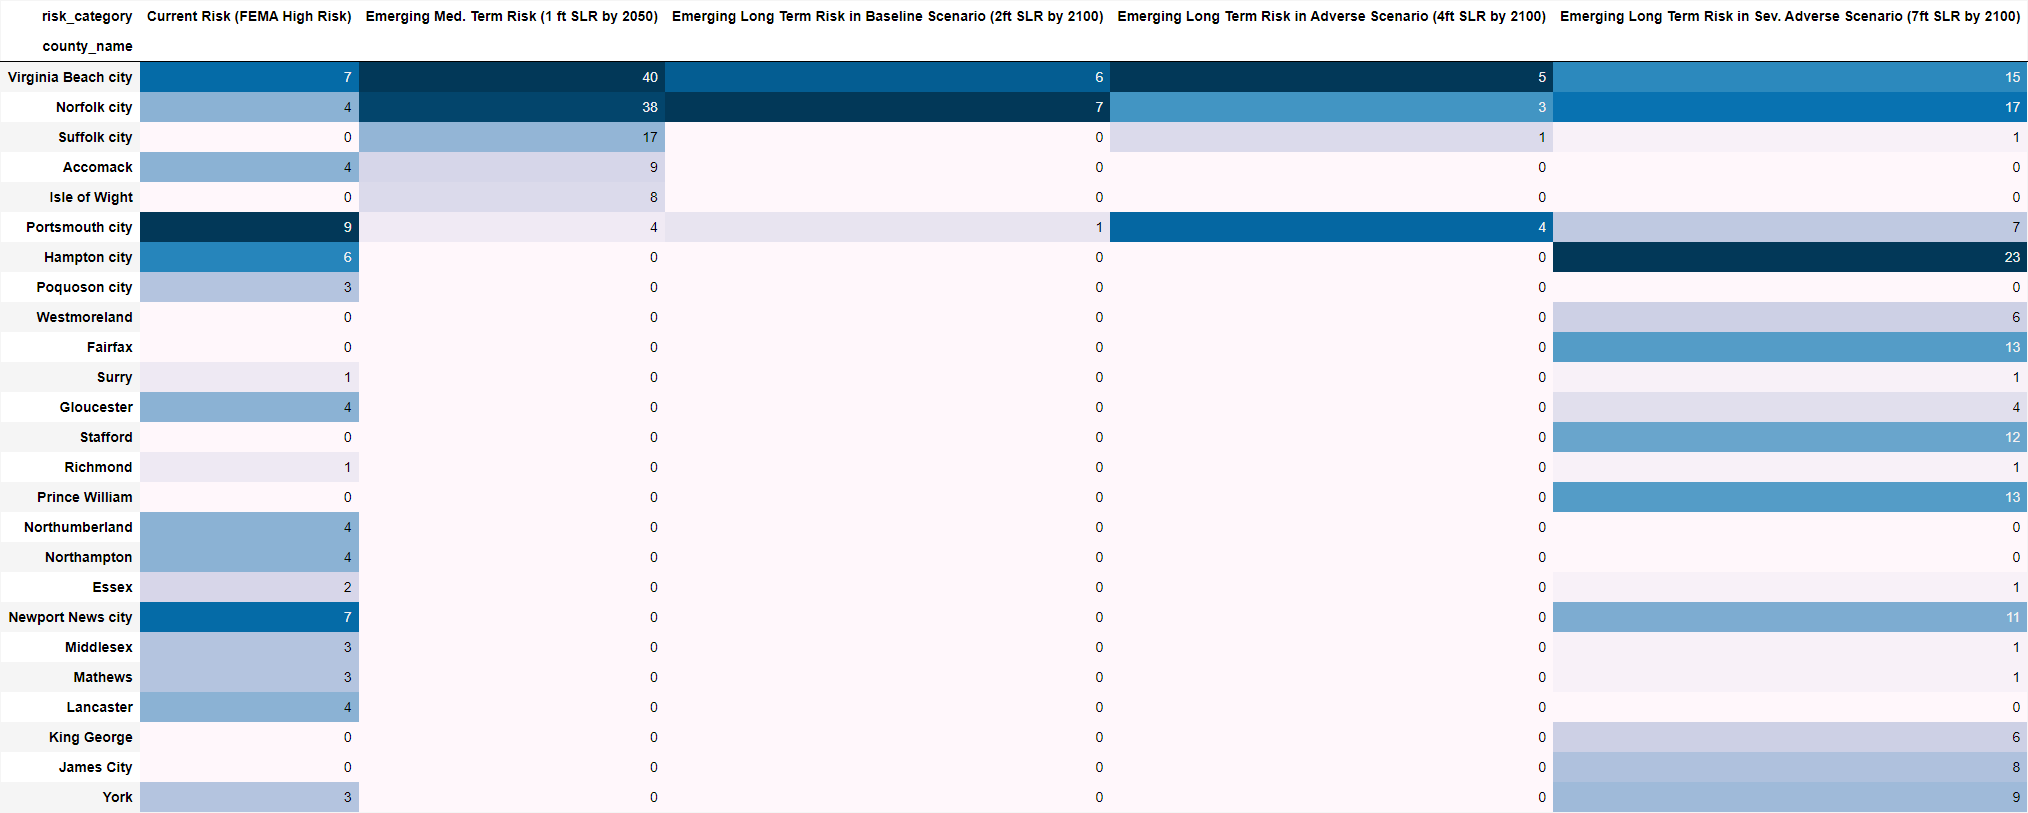 risk_category Current Risk (FEMA High Risk) Emerging Med. Term Risk (1 ft SLR by 2050) Emerging Long Term Risk in Baseline Scenario (2ft SLR by 2100) Emerging Long Term Risk in Adverse Scenario (4ft SLR by 2100) Emerging Long Term Risk in Sev. Adverse Scenario (7ft SLR by 2100)
county_name
Virginia Beach city 7 40 6 5 15
Norfolk city 4 38 7 3 17
Suffolk city 0 17 0 1 1
Accomack 4 9 0 0 0
Isle of Wight 0 8 0 0 0
Portsmouth city 9 4 1 4 7
Hampton city 6 0 0 0 23
Poquoson city 3 0 0 0 0
Westmoreland 0 0 0 0 6
Fairfax 0 0 0 0 13
Surry 1 0 0 0 1
Gloucester 4 0 0 0 4
Stafford 0 0 0 0 12
Richmond 1 0 0 0 1
Prince William 0 0 0 0 13
Northumberland 4 0 0 0 0
Northampton 4 0 0 0 0
Essex 2 0 0 0 1
Newport News city 7 0 0 0 11
Middlesex 3 0 0 0 1
Mathews 3 0 0 0 1
Lancaster 4 0 0 0 0
King George 0 0 0 0 6
James City 0 0 0 0 8
York 3 0 0 0 9